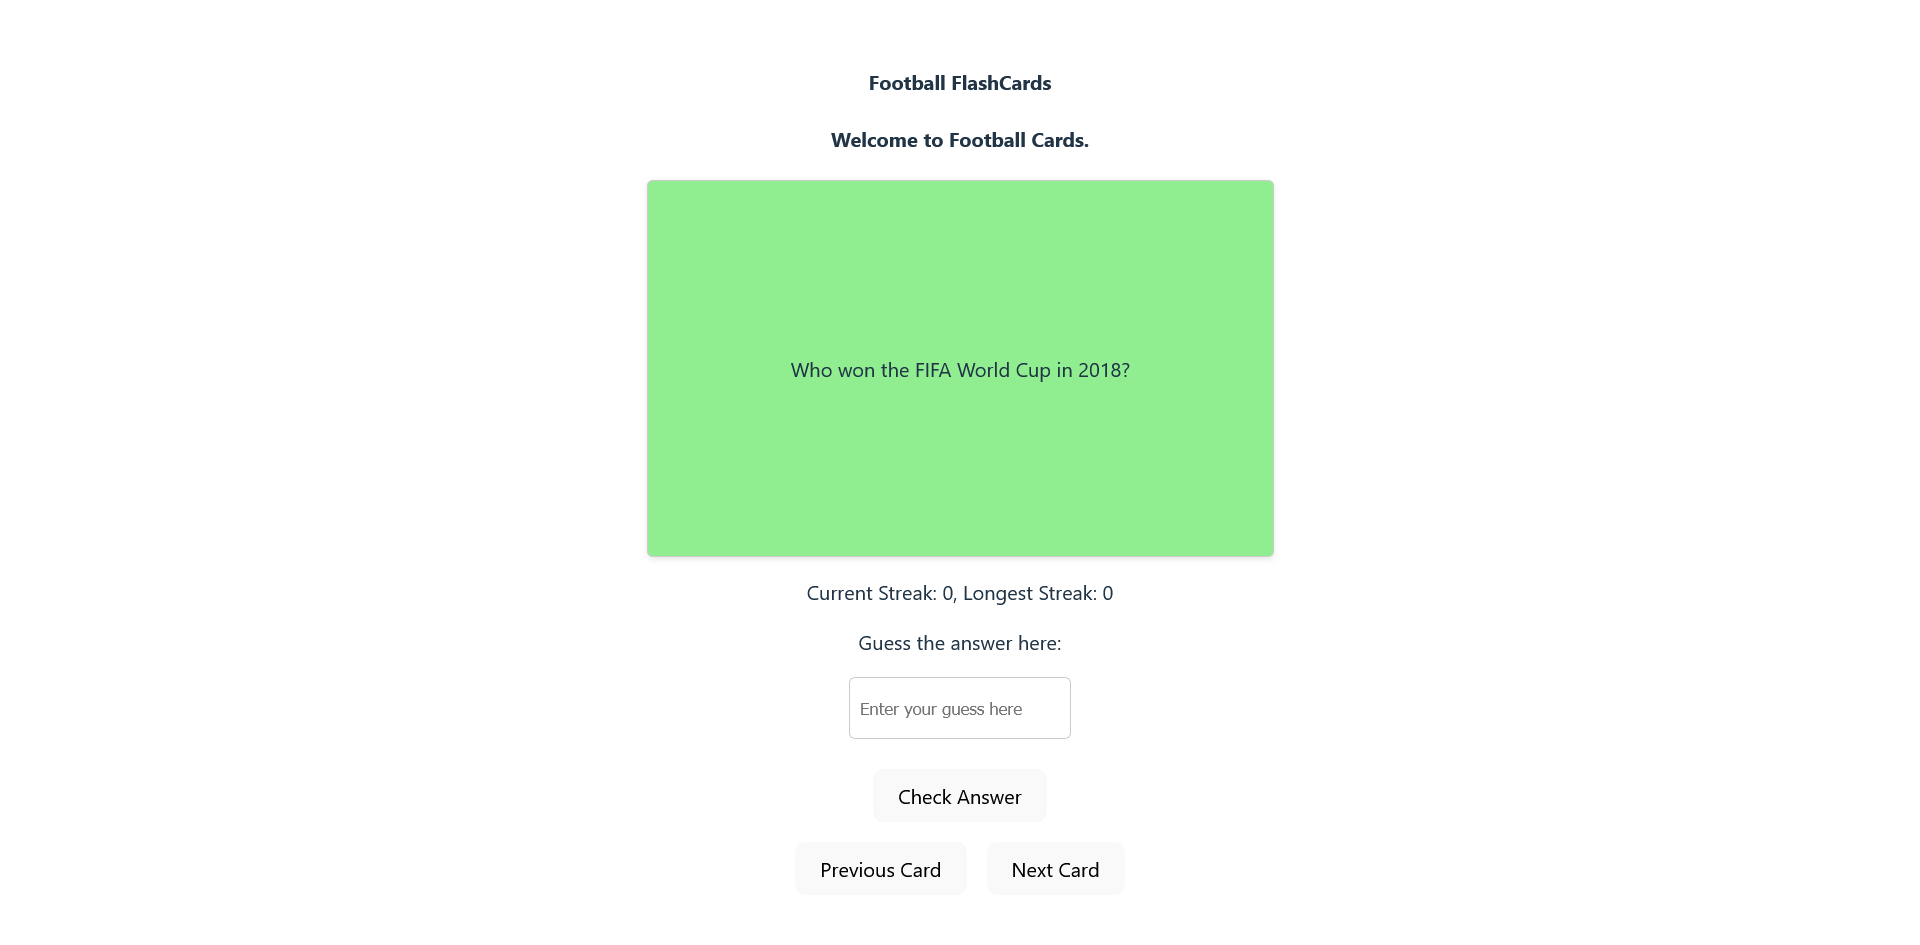 Football FlashCards
Welcome to Football Cards.
Who won the FIFA World Cup in 2018?
Current Streak: 0, Longest Streak: 0
Guess the answer here:
Enter your guess here
Check Answer
Previous Card Next Card